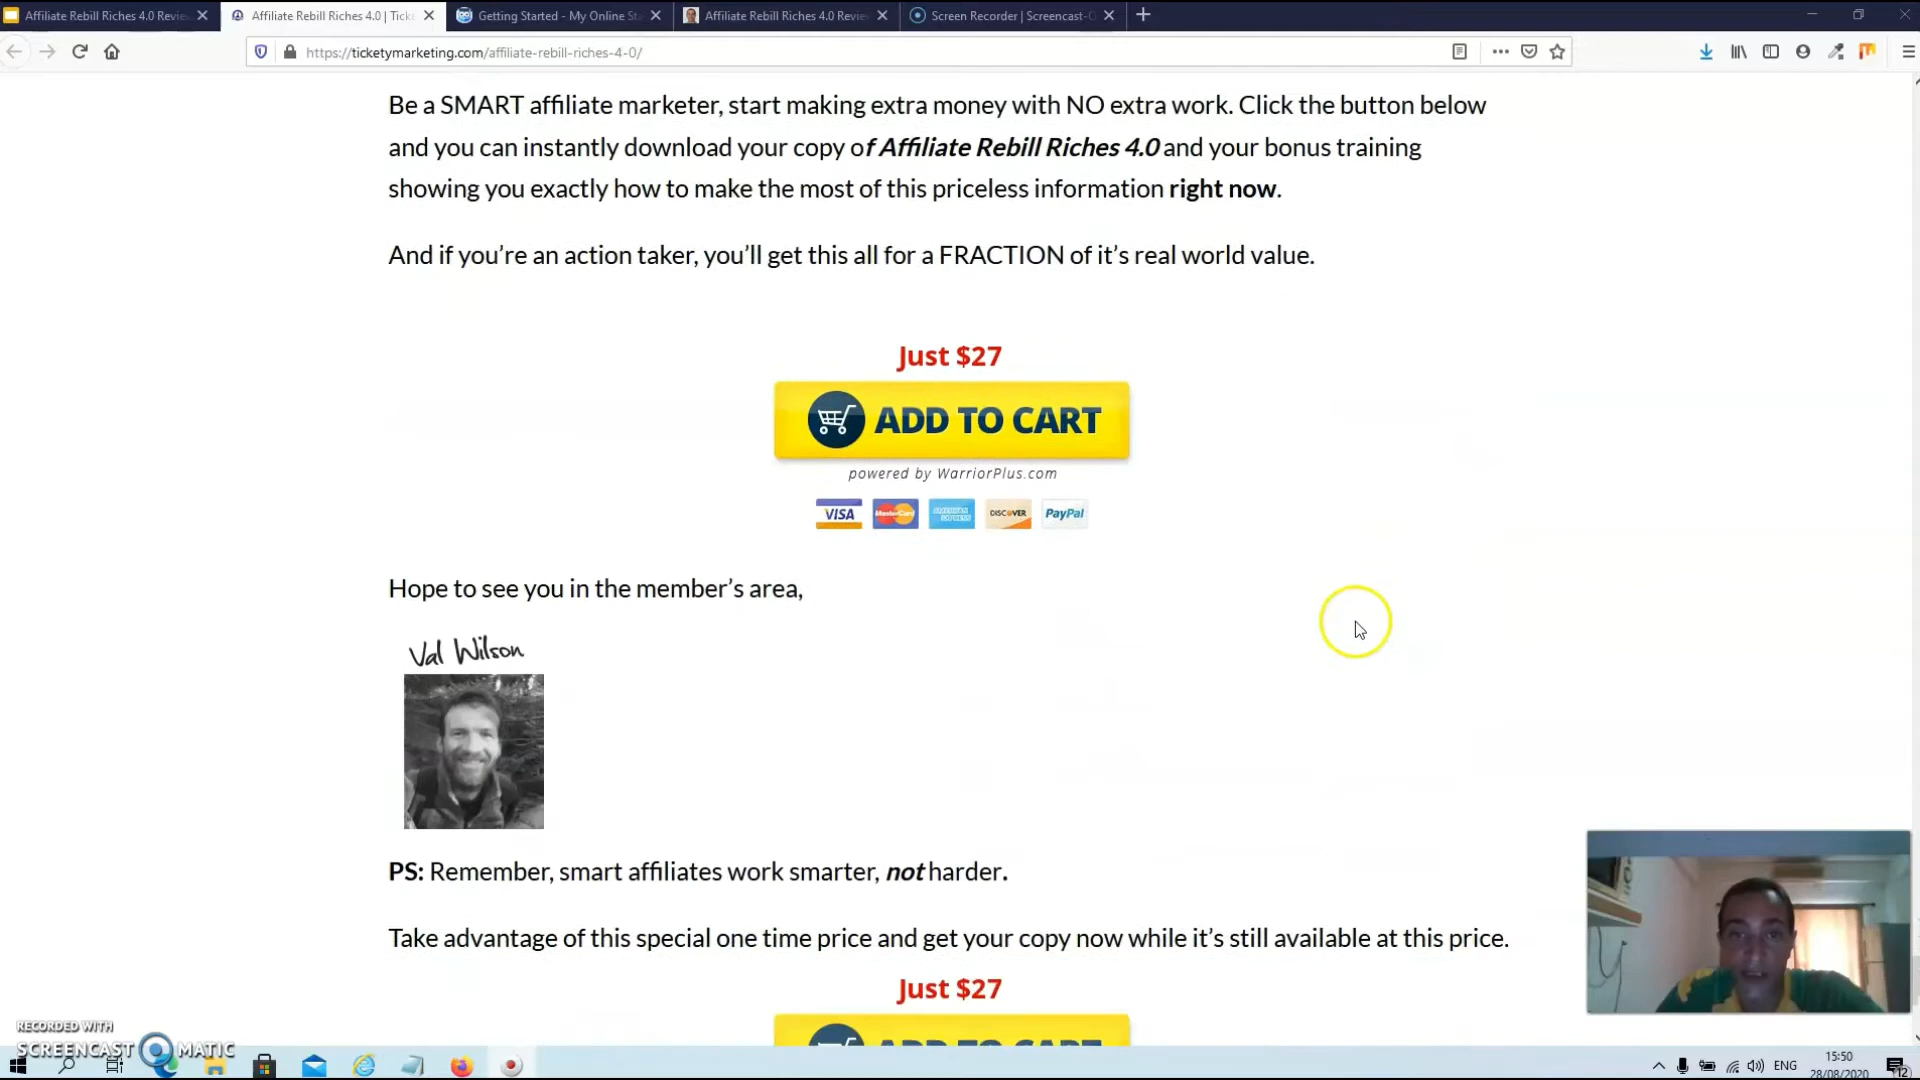 Affiliate Rebill Riches 4.0 Revie
Affiliate Rebill Riches 4.0 | Tick
Getting Started - My Online Sta
Affiliate Rebill Riches 4.0 Revie
Screen Recorder | Screencast-O
https://ticketymarketing.com/affiliate-rebill-riches-4-0/
Be a SMART affiliate marketer, start making extra money with NO extra work. Click the button below
and you can instantly download your copy of Affiliate Rebill Riches 4.0 and your bonus training
showing you exactly how to make the most of this priceless information right now.
And if you're an action taker, you'll get this all for a FRACTION of it's real world value.
Just $27
ADD TO CART
powered by WarriorPlus.com
VISA MasterCard AMERICAN EXPRESS DISCOVER PayPal
Hope to see you in the member's area,
Val Wilson
PS: Remember, smart affiliates work smarter, not harder.
Take advantage of this special one time price and get your copy now while it's still available at this price.
Just $27
ADD TO CART
RECORDED WITH
SCREENCAST MATIC
ENG
15:50
28/08/2020
12